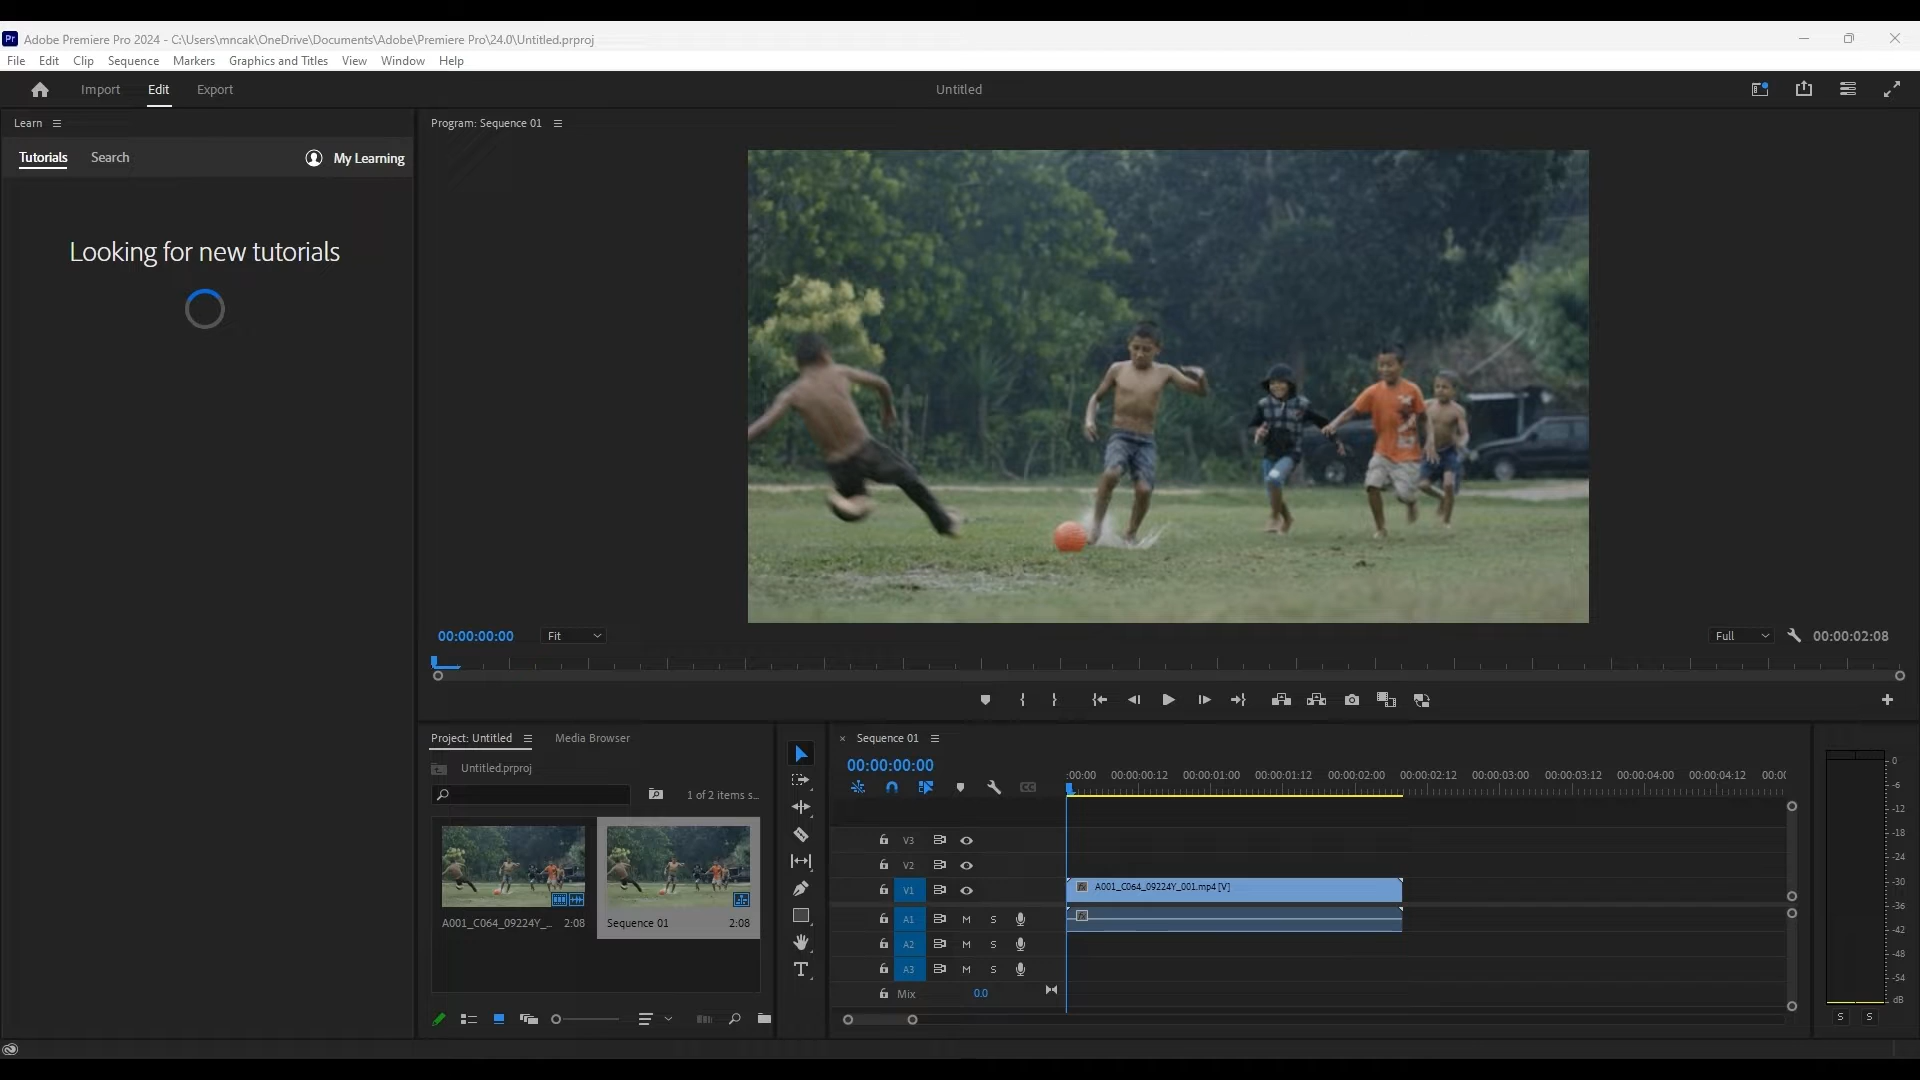 Pr Adobe Premiere Pro 2024 - C:\Users\mncak\OneDrive\Documents\Adobe\Premiere Pro\24.0\Untitled.prproj
File Edit Clip Sequence Markers Graphics and Titles View Window Help
Import Edit Export
Untitled
Learn
Tutorials Search My Learning
Looking for new tutorials
Program: Sequence 01
00:00:00:00 Fit Full 00:00:02:08
Project: Untitled Media Browser
Untitled.prproj
1 of 2 items s...
A001_C064_09224Y_... 2:08
Sequence 01 2:08
× Sequence 01
00:00:00:00
:00:00 00:00:00:12 00:00:01:00 00:00:01:12 00:00:02:00 00:00:02:12 00:00:03:00 00:00:03:12 00:00:04:00 00:00:04:12 00:00
CC
V3
V2
V1 fx A001_C064_09224Y_001.mp4 [V]
A1 M S fx
A2 M S
A3 M S
Mix 0.0
0
-6
-12
-18
-24
-30
-36
-42
-48
-54
dB
S S